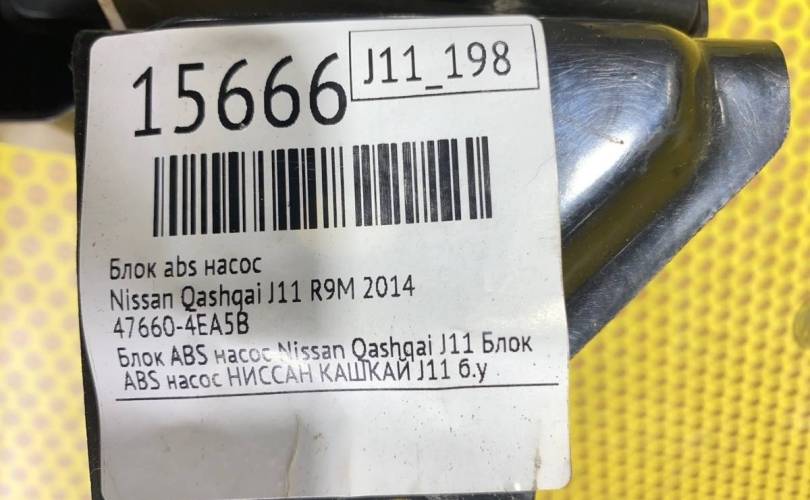 15666
J11_198
Блок abs насос
Nissan Qashqai J11 R9M 2014
47660-4EA5B
Блок ABS насос Nissan Qashqai J11 Блок
ABS насос НИССАН КАШКАЙ J11 б.у